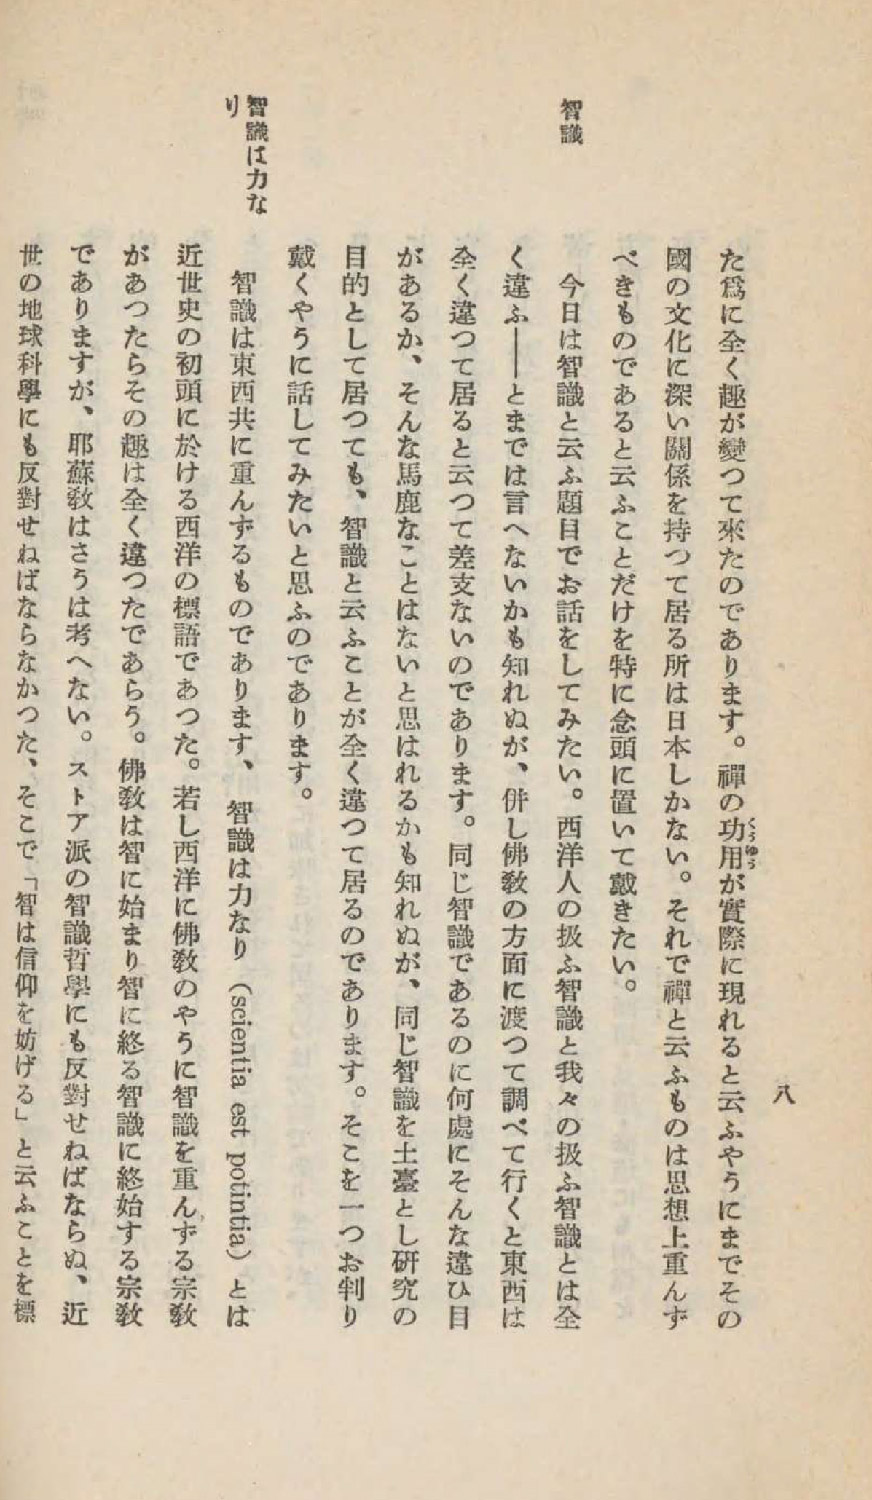 八
た爲に全く趣が變つて來たのであります。禪の功用が實際に現れると云ふやうにまでその
くうゆう
國の文化に深い關係を持つて居る所は日本しかない。それで禪と云ふものは思想上重んず
べきものであると云ふことだけを特に念頭に置いて戴きたい。
智識
今日は智識と云ふ題目でお話をしてみたい。西洋人の扱ふ智識と我々の扱ふ智識とは全
く違ふ――とまでは言へないかも知れぬが、併し佛敎の方面に渡つて調べて行くと東西は
全く違つて居ると云つて差支ないのであります。同じ智識であるのに何處にそんな違ひ目
があるか、そんな馬鹿なことはないと思はれるかも知れぬが、同じ智識を土臺とし硏究の
目的として居つても、智識と云ふことが全く違つて居るのであります。そこを一つお判り
戴くやうに話してみたいと思ふのであります。
智識は力な
り
智識は東西共に重んずるものであります、智識は力なり（scientia est potintia）とは
近世史の初頭に於ける西洋の標語であつた。若し西洋に佛敎のやうに智識を重んずる宗敎
があつたらその趣は全く違つたであらう。佛敎は智に始まり智に終る智識に終始する宗敎
でありますが、耶蘇敎はさうは考へない。ストア派の智識哲學にも反對せねばならぬ、近
世の地球科學にも反對せねばならなかつた、そこで「智は信仰を妨げる」と云ふことを標